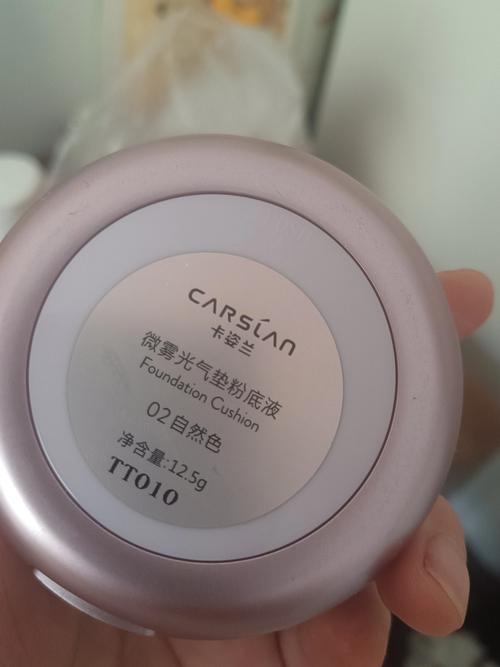 CARSLAN
卡姿兰
微雾光气垫粉底液
Foundation Cushion
02自然色
净含量:12.5g
TT010